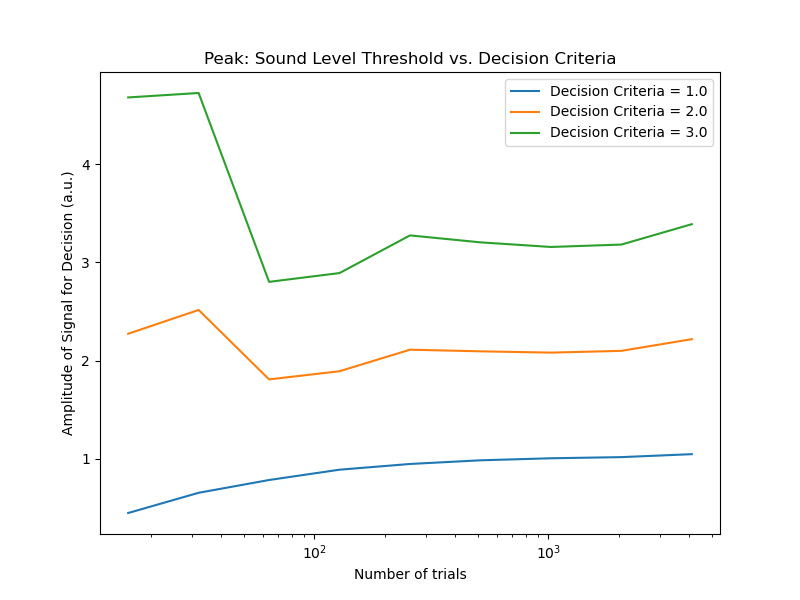 Peak: Sound Level Threshold vs. Decision Criteria
Decision Criteria = 1.0
Decision Criteria = 2.0
Decision Criteria = 3.0
Amplitude of Signal for Decision (a.u.)
4
3
2
1
10²
10³
Number of trials